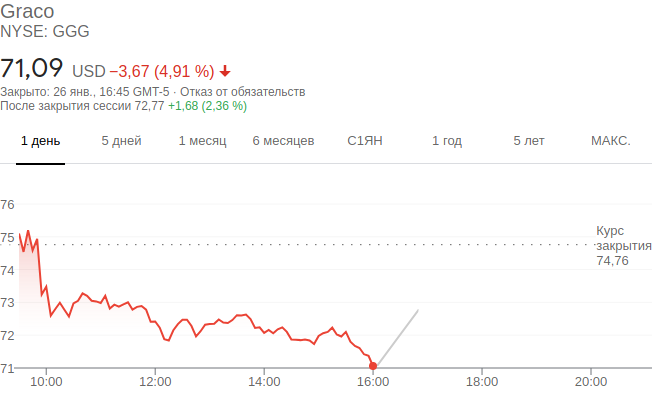 Graco
NYSE: GGG
71,09 USD −3,67 (4,91 %)
Закрыто: 26 янв., 16:45 GMT-5 · Отказ от обязательств
После закрытия сессии 72,77 +1,68 (2,36 %)
1 день 5 дней 1 месяц 6 месяцев С1ЯН 1 год 5 лет МАКС.
76
75
74
73
72
71
Курс
закрытия
74,76
10:00 12:00 14:00 16:00 18:00 20:00